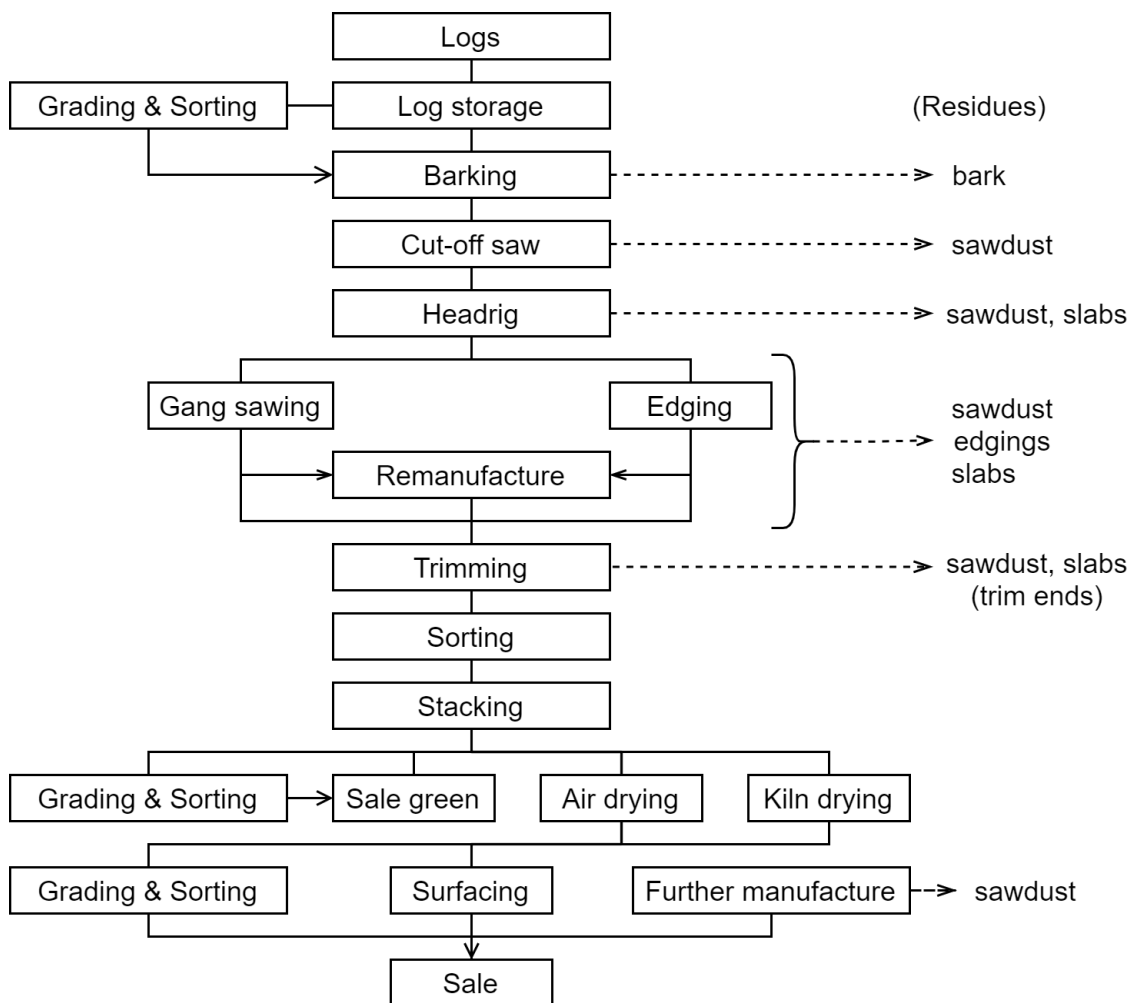 Logs
Grading & Sorting
Log storage
(Residues)
Barking
bark
Cut-off saw
sawdust
Headrig
sawdust, slabs
Gang sawing
Edging
sawdust
edgings
slabs
Remanufacture
Trimming
sawdust, slabs
(trim ends)
Sorting
Stacking
Grading & Sorting
Sale green
Air drying
Kiln drying
Grading & Sorting
Surfacing
Further manufacture
sawdust
Sale